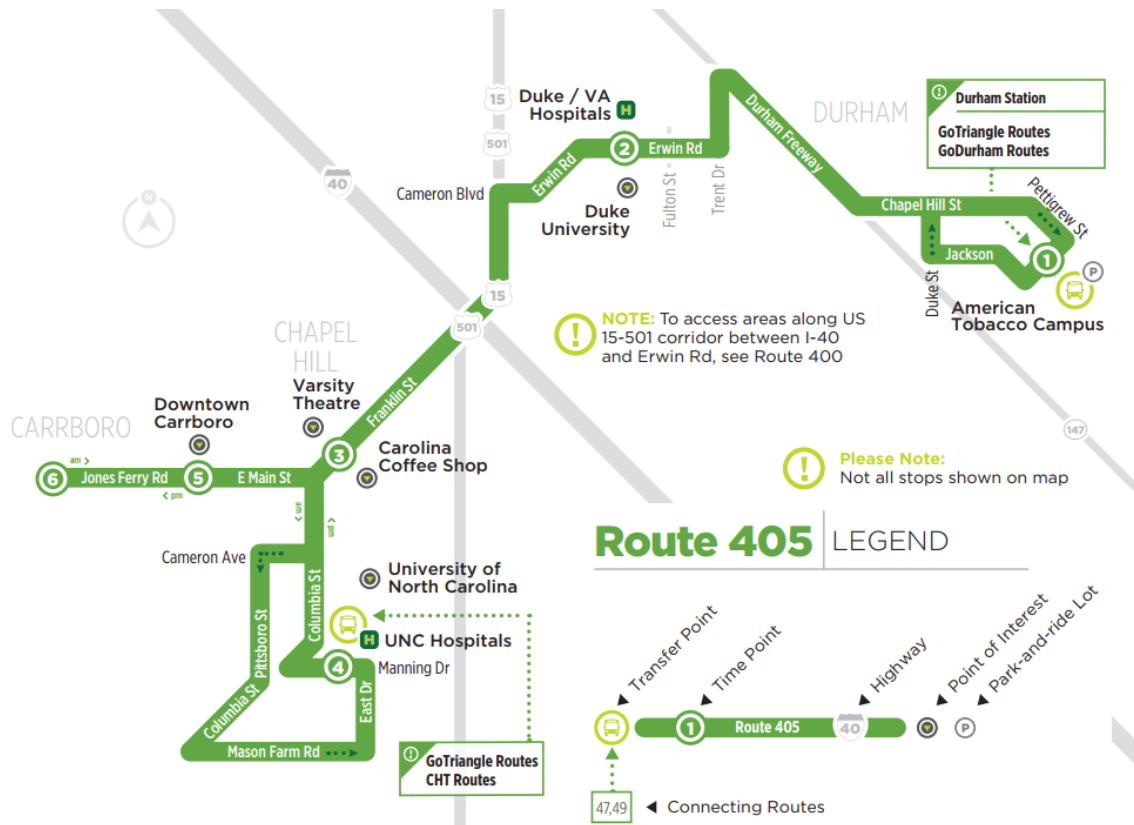 Duke / VA
Hospitals
H
15
501
2
Erwin Rd
Erwin Rd
Cameron Blvd
Duke
University
Fulton St
Trent Dr
Durham Freeway
DURHAM
Durham Station
GoTriangle Routes
GoDurham Routes
Chapel Hill St
Pettigrew St
Jackson
Duke St
1
P
American
Tobacco Campus
147
40
N
15
501
NOTE: To access areas along US
15-501 corridor between I-40
and Erwin Rd, see Route 400
CHAPEL
HILL
Varsity
Theatre
Franklin St
Downtown
Carrboro
CARRBORO
3
Carolina
Coffee Shop
am >
6
Jones Ferry Rd
5
E Main St
< pm
am >
< pm
Please Note:
Not all stops shown on map
Cameron Ave
University of
North Carolina
Pittsboro St
Columbia St
H UNC Hospitals
4
Manning Dr
Columbia St
East Dr
Mason Farm Rd
GoTriangle Routes
CHT Routes
Route 405 LEGEND
Transfer Point
Time Point
Highway
Point of Interest
Park-and-ride Lot
1
Route 405
40
P
47,49
Connecting Routes